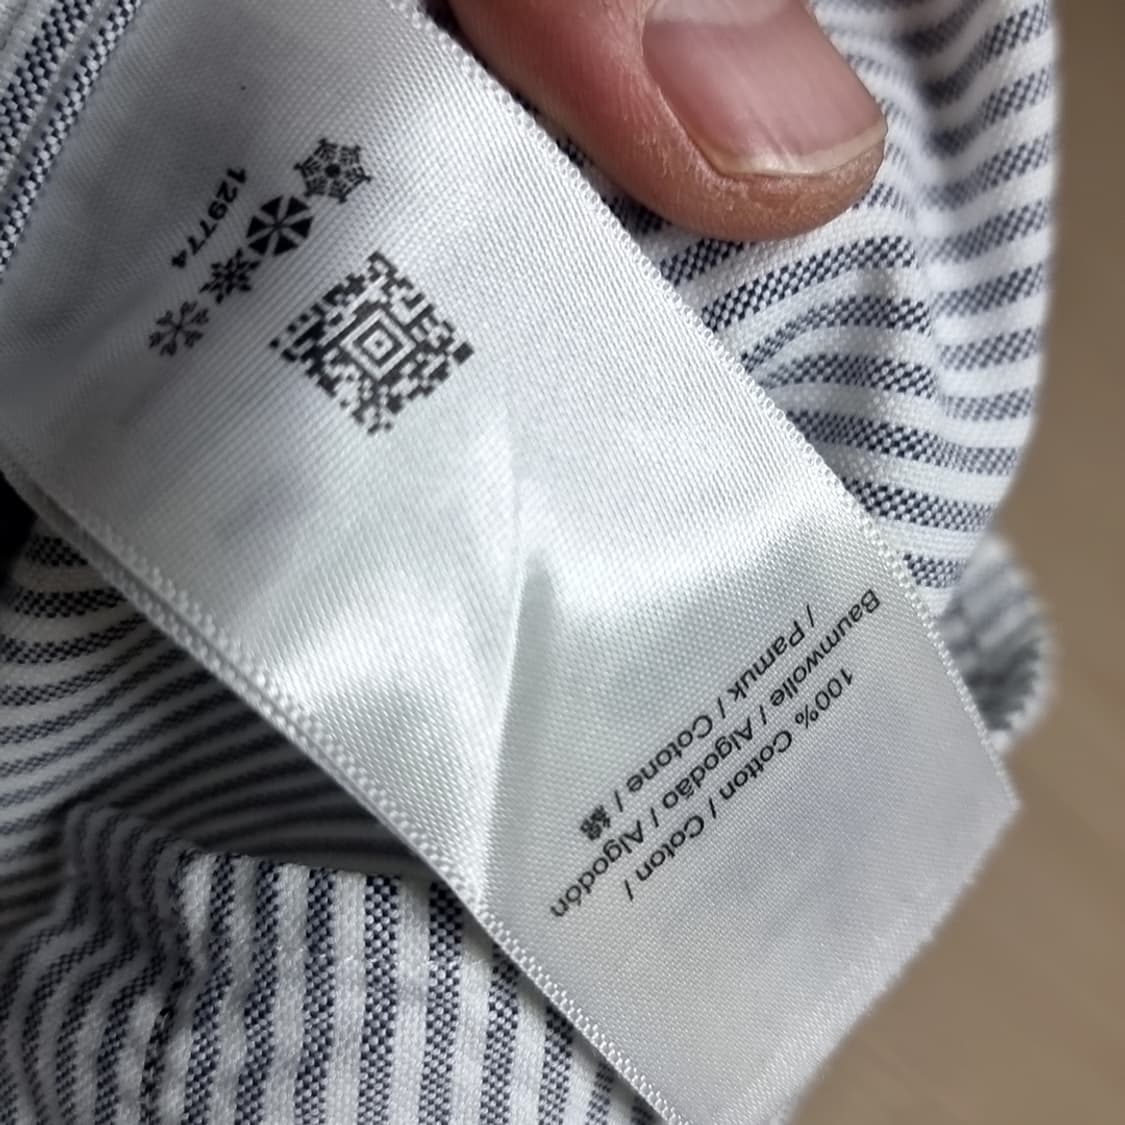 100% Cotton / Coton /
Baumwolle / Algodão / Algodón
/ Pamuk / Cotone / 綿
129774